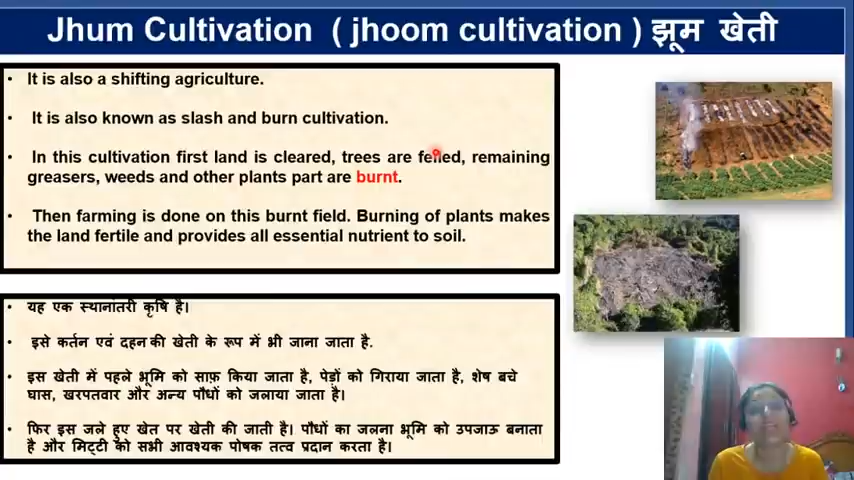 Jhum Cultivation ( jhoom cultivation ) झूम खेती
• It is also a shifting agriculture.
• It is also known as slash and burn cultivation.
• In this cultivation first land is cleared, trees are felled, remaining
greasers, weeds and other plants part are burnt.
• Then farming is done on this burnt field. Burning of plants makes
the land fertile and provides all essential nutrient to soil.
• यह एक स्थानांतरी कृषि है।
• इसे कर्तन एवं दहन की खेती के रूप में भी जाना जाता है.
• इस खेती में पहले भूमि को साफ़ किया जाता है, पेड़ों को गिराया जाता है, शेष बचे
घास, खरपतवार और अन्य पौधों को जलाया जाता है।
• फिर इस जले हुए खेत पर खेती की जाती है। पौधों का जलना भूमि को उपजाऊ बनाता
है और मिट्टी को सभी आवश्यक पोषक तत्व प्रदान करता है।